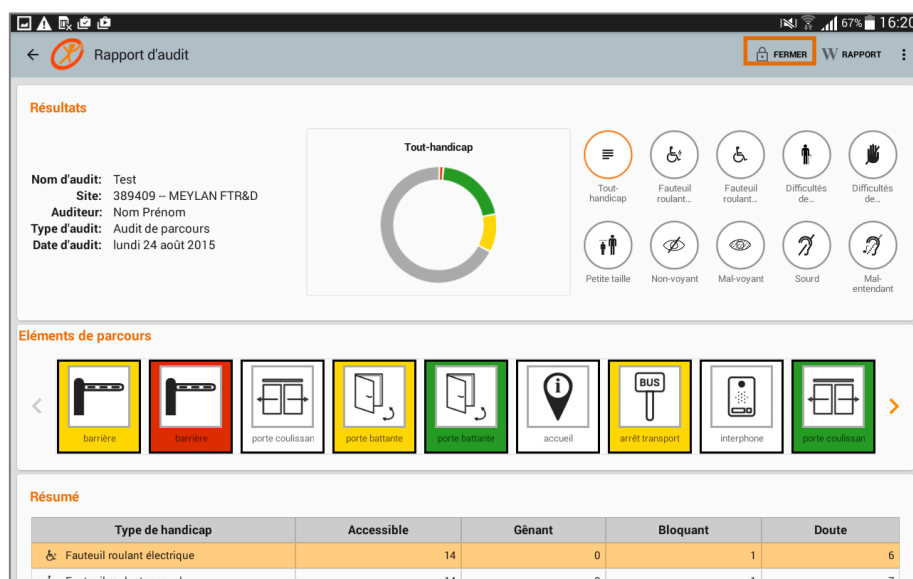 67% 16:20
Rapport d'audit
FERMER
W RAPPORT
Résultats
Nom d'audit: Test
Site: 389409 -- MEYLAN FTR&D
Auditeur: Nom Prénom
Type d'audit: Audit de parcours
Date d'audit: lundi 24 août 2015
Tout-handicap
Tout-
handicap
Fauteuil
roulant...
Fauteuil
roulant...
Difficultés
de...
Difficultés
de...
Petite taille
Non-voyant
Mal-voyant
Sourd
Mal-
entendant
Eléments de parcours
barrière
barrière
porte coulissan
porte battante
porte battante
accueil
BUS
arrêt transport
interphone
porte coulissan
Résumé
Type de handicap Accessible Gênant Bloquant Doute
Fauteuil roulant électrique 14 0 1 6